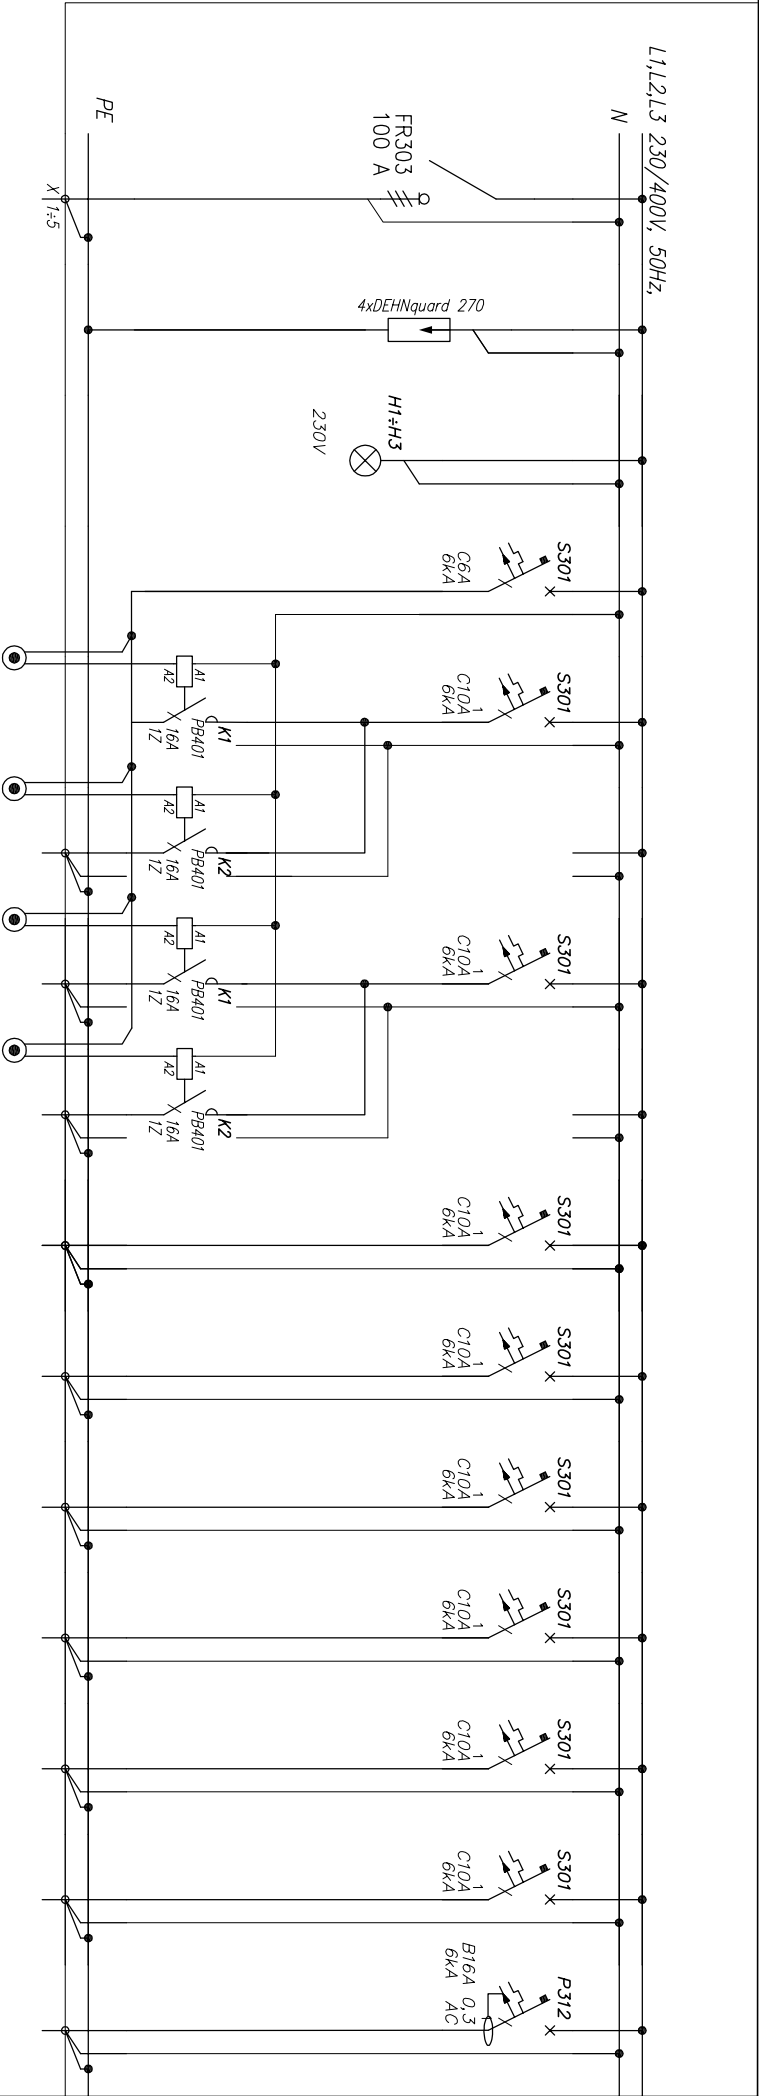 L1,L2,L3 230/400V, 50Hz,
N
PE
FR303
100 A
X 1÷5
4xDEHNquard 270
H1÷H3
230V
S301
C6A
6kA
A1
A2
S301
C10A 1
6kA
K1
PB401
16A
1Z
A1
A2
K2
PB401
16A
1Z
A1
A2
S301
C10A 1
6kA
K1
PB401
16A
1Z
A1
A2
K2
PB401
16A
1Z
S301
C10A 1
6kA
S301
C10A 1
6kA
S301
C10A 1
6kA
S301
C10A 1
6kA
S301
C10A 1
6kA
S301
C10A 1
6kA
P312
B16A 0,3
6kA AC